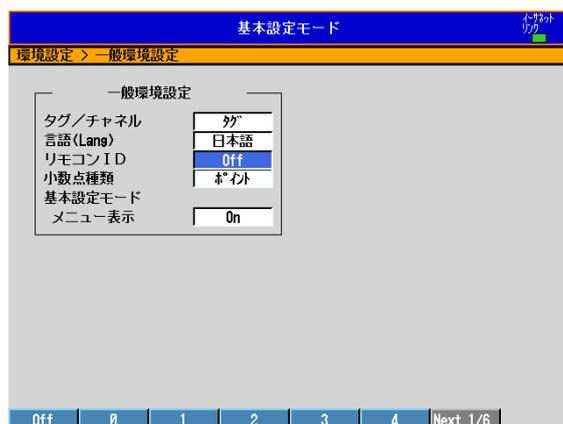 基本設定モード
ｲｰｻﾈｯﾄ
ﾘﾝｸ
環境設定 > 一般環境設定
一般環境設定
タグ/チャネル ﾀｸﾞ
言語(Lang) 日本語
リモコンＩＤ Off
小数点種類 ﾎﾟｲﾝﾄ
基本設定モード
メニュー表示 On
Off 0 1 2 3 4 Next 1/6